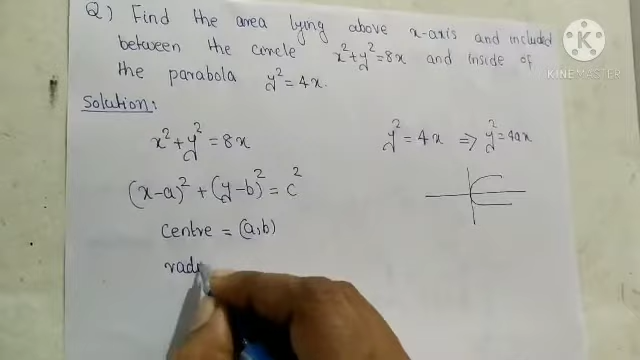 Q) Find the area lying above x-axis and included
between the circle x²+y²=8x and inside of
the parabola y²=4x.
Solution:
x²+y²=8x
y²=4x ⇒ y²=4ax
(x-a)²+(y-b)²=c²
centre = (a,b)
radi
K
KINEMASTER